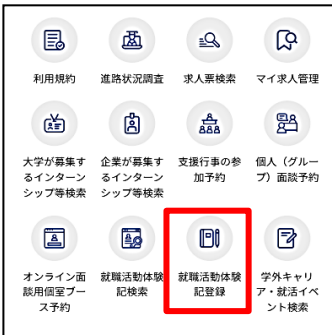 利用規約
進路状況調査
求人票検索
マイ求人管理
大学が募集す
るインターン
シップ等検索
企業が募集す
るインターン
シップ等検索
支援行事の参
加予約
個人（グルー
プ）面談予約
オンライン面
談用個室ブー
ス予約
就職活動体験
記検索
就職活動体験
記登録
学外キャリ
ア・就活イベ
ント検索